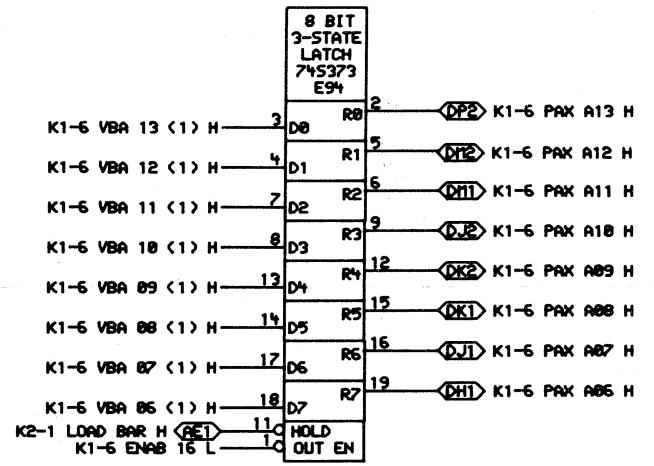 8 BIT
3-STATE
LATCH
74S373
E94
K1-6 VBA 13 (1) H 3 D0 R0 2 DP2 K1-6 PAX A13 H
K1-6 VBA 12 (1) H 4 D1 R1 5 DM2 K1-6 PAX A12 H
K1-6 VBA 11 (1) H 7 D2 R2 6 DM1 K1-6 PAX A11 H
K1-6 VBA 10 (1) H 8 D3 R3 9 DJ2 K1-6 PAX A10 H
K1-6 VBA 09 (1) H 13 D4 R4 12 DK2 K1-6 PAX A09 H
K1-6 VBA 08 (1) H 14 D5 R5 15 DK1 K1-6 PAX A08 H
K1-6 VBA 07 (1) H 17 D6 R6 16 DJ1 K1-6 PAX A07 H
K1-6 VBA 06 (1) H 18 D7 R7 19 DH1 K1-6 PAX A06 H
K2-1 LOAD BAR H AE1 11 HOLD
K1-6 ENAB 16 L 1 OUT EN